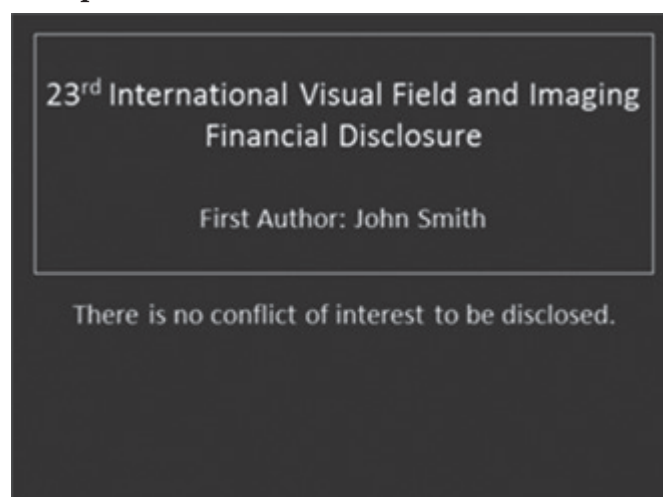 23rd International Visual Field and Imaging
Financial Disclosure
First Author: John Smith
There is no conflict of interest to be disclosed.